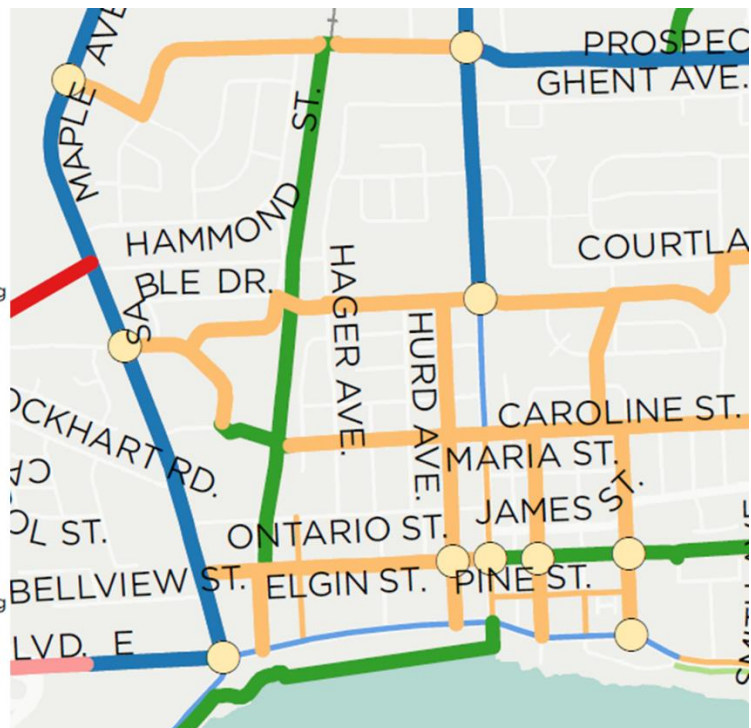 MAPLE AVE
PROSPEC
GHENT AVE.
ST.
HAMMOND
COURTLA
SABLE DR.
HAGER AVE.
HURD AVE.
OCKHART RD.
CAROLINE ST.
MARIA ST.
CA
OL ST.
JAMES ST.
ONTARIO ST.
BELLVIEW ST.
ELGIN ST.
PINE ST.
LVD. E
g
g